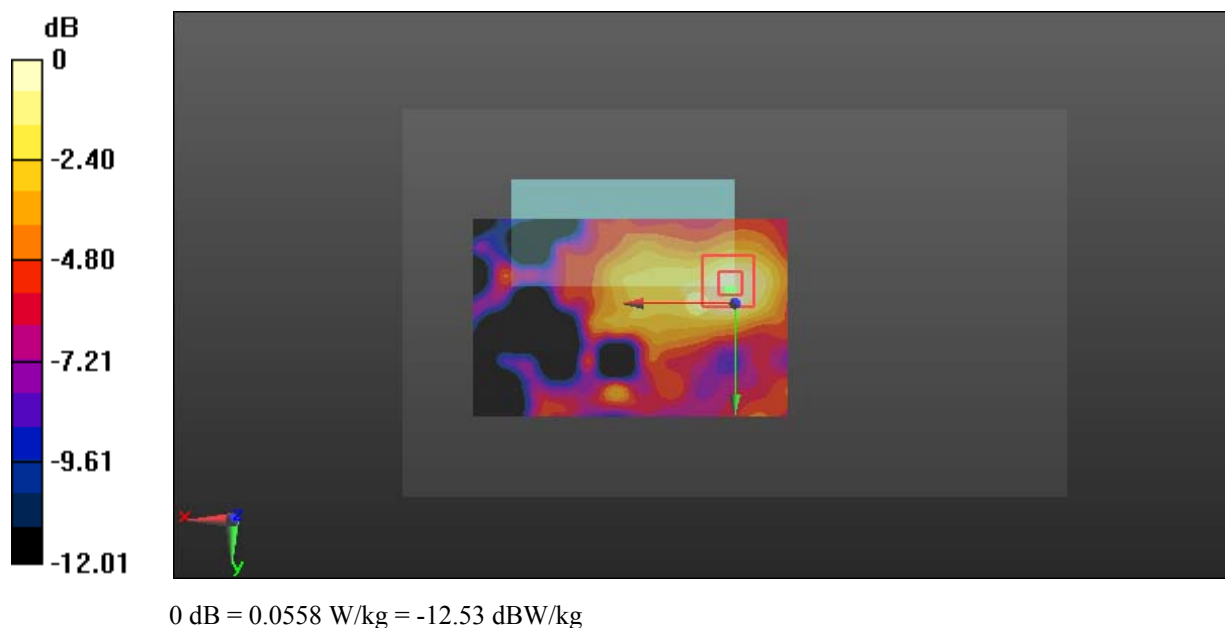 dB
0
-2.40
-4.80
-7.21
-9.61
-12.01
x
z
y
0 dB = 0.0558 W/kg = -12.53 dBW/kg